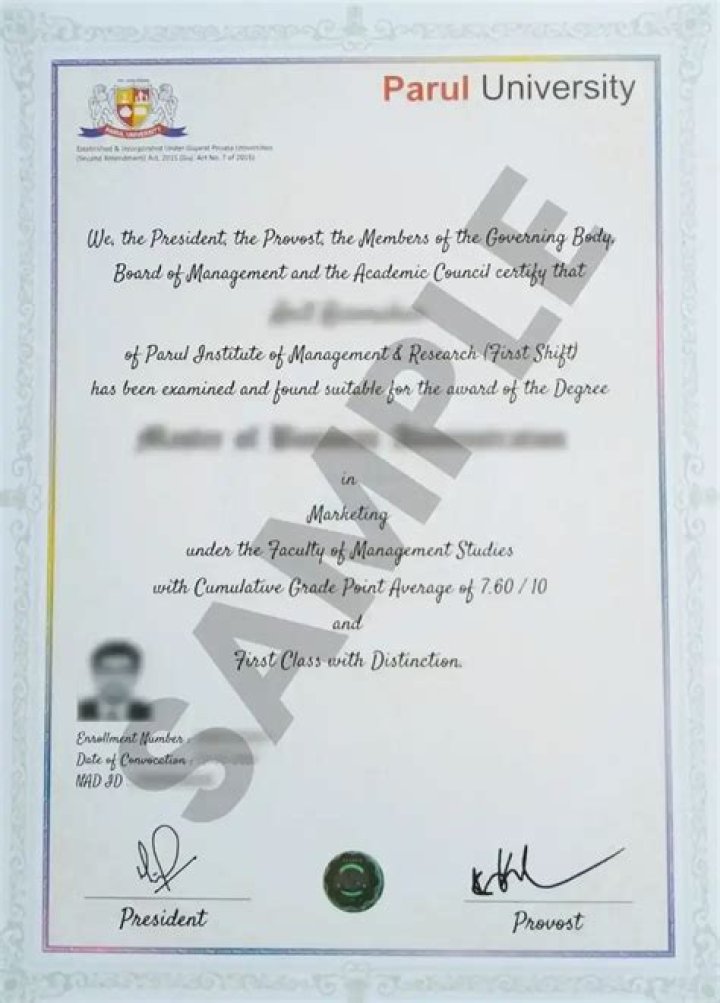 Parul University
PARUL UNIVERSITY
Established & Incorporated Under Gujarat Private Universities
(Second Amendment) Act, 2015 (Guj. Act No. 7 of 2015)
We, the President, the Provost, the Members of the Governing Body,
Board of Management and the Academic Council certify that
of Parul Institute of Management & Research (First Shift)
has been examined and found suitable for the award of the Degree
in
Marketing
under the Faculty of Management Studies
with Cumulative Grade Point Average of 7.60 / 10
and
First Class with Distinction.
SAMPLE
Enrollment Number :
Date of Convocation :
NAD ID
President
Provost